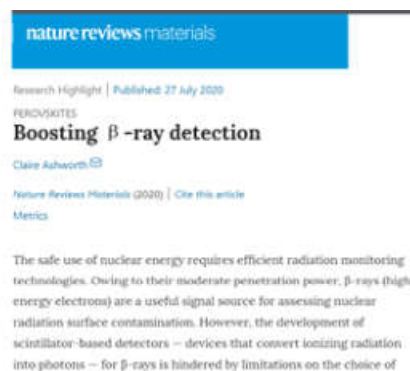 nature reviews materials
Research Highlight | Published: 27 July 2020
PEROVSKITES
Boosting β-ray detection
Claire Ashworth
Nature Reviews Materials (2020) | Cite this article
Metrics
The safe use of nuclear energy requires efficient radiation monitoring
technologies. Owing to their moderate penetration power, β-rays (high
energy electrons) are a useful signal source for assessing nuclear
radiation surface contamination. However, the development of
scintillator-based detectors — devices that convert ionizing radiation
into photons — for β-rays is hindered by limitations on the choice of